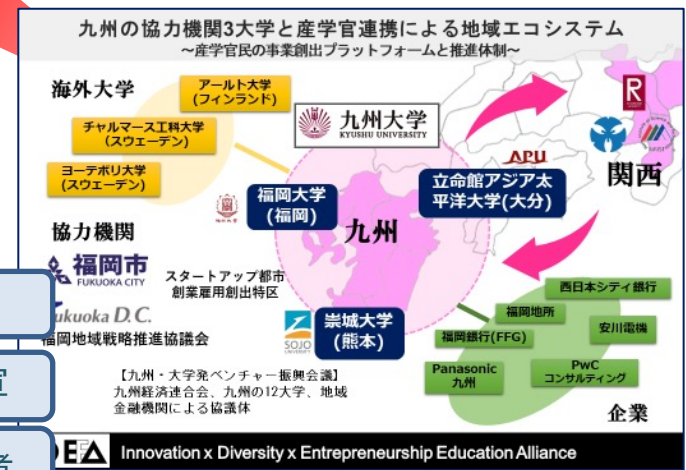 九州の協力機関3大学と産学官連携による地域エコシステム
～産学官民の事業創出プラットフォームと推進体制～
海外大学
アールト大学
(フィンランド)
チャルマース工科大学
(スウェーデン)
ヨーテボリ大学
(スウェーデン)
九州大学
KYUSHU UNIVERSITY
R
APU
関西
福岡大学
(福岡)
立命館アジア太
平洋大学(大分)
九州
協力機関
福岡市
FUKUOKA CITY
スタートアップ都市
創業雇用創出特区
ukuoka D.C.
福岡地域戦略推進協議会
SOJO
UNIVERSITY
崇城大学
(熊本)
西日本シティ銀行
福岡地所
福岡銀行(FFG)
安川電機
Panasonic
九州
PwC
コンサルティング
企業
【九州・大学発ベンチャー振興会議】
九州経済連合会、九州の12大学、地域
金融機関による協議体
Innovation x Diversity x Entrepreneurship Education Alliance